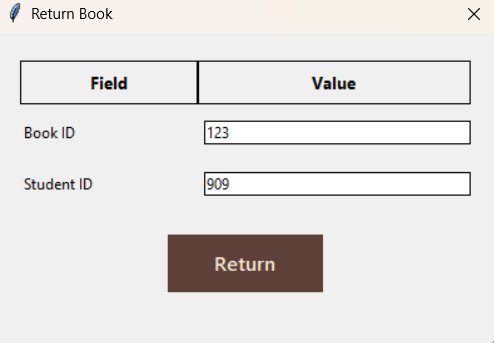 Return Book
Field Value
Book ID 123
Student ID 909
Return